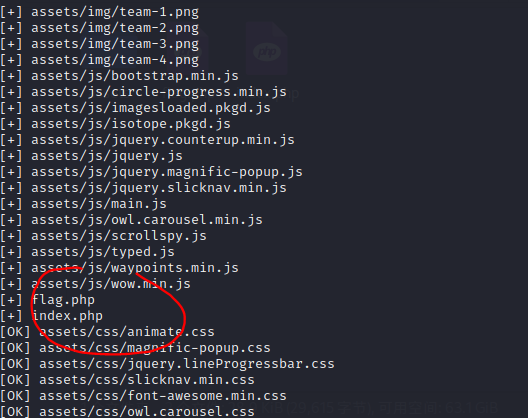 [+] assets/img/team-1.png
[+] assets/img/team-2.png
[+] assets/img/team-3.png
[+] assets/img/team-4.png
[+] assets/js/bootstrap.min.js
[+] assets/js/circle-progress.min.js
[+] assets/js/imagesloaded.pkgd.js
[+] assets/js/isotope.pkgd.js
[+] assets/js/jquery.counterup.min.js
[+] assets/js/jquery.js
[+] assets/js/jquery.magnific-popup.js
[+] assets/js/jquery.slicknav.min.js
[+] assets/js/main.js
[+] assets/js/owl.carousel.min.js
[+] assets/js/scrollspy.js
[+] assets/js/typed.js
[+] assets/js/waypoints.min.js
[+] assets/js/wow.min.js
[+] flag.php
[+] index.php
[OK] assets/css/animate.css
[OK] assets/css/magnific-popup.css
[OK] assets/css/jquery.lineProgressbar.css
[OK] assets/css/slicknav.min.css
[OK] assets/css/font-awesome.min.css
[OK] assets/css/owl.carousel.css